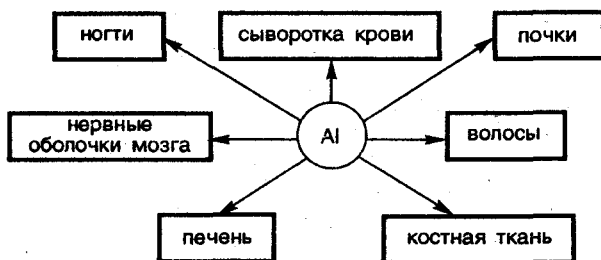 ногти
сыворотка крови
почки
нервные
оболочки мозга
Al
волосы
печень
костная ткань